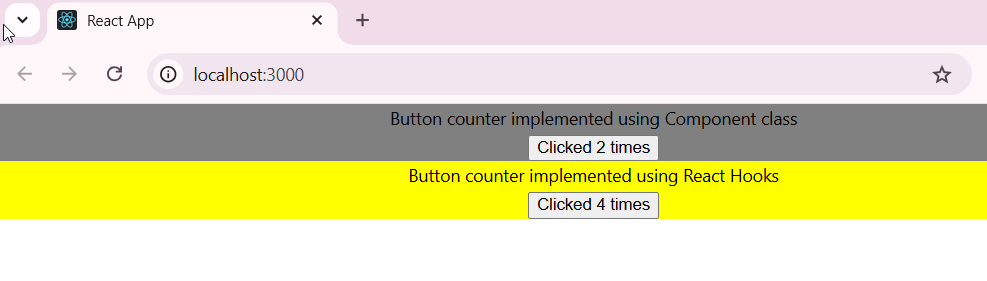 React App
localhost:3000
Button counter implemented using Component class
Clicked 2 times
Button counter implemented using React Hooks
Clicked 4 times